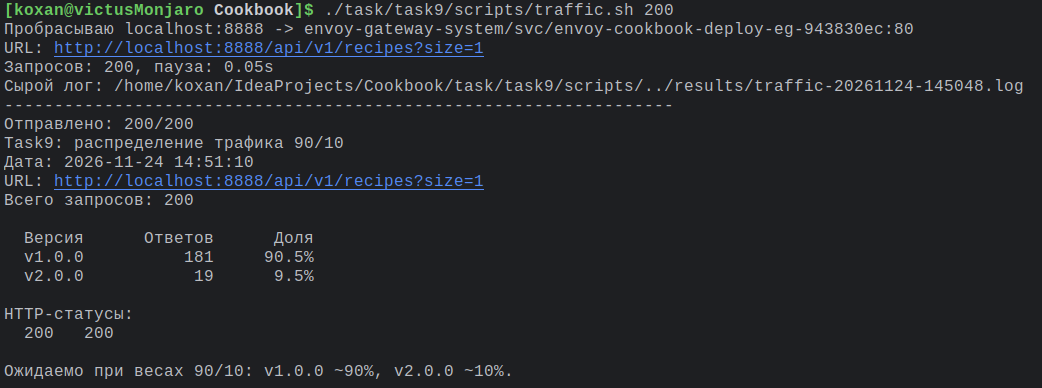 [koxan@victusMonjaro Cookbook]$ ./task/task9/scripts/traffic.sh 200
Пробрасываю localhost:8888 -> envoy-gateway-system/svc/envoy-cookbook-deploy-eg-943830ec:80
URL: http://localhost:8888/api/v1/recipes?size=1
Запросов: 200, пауза: 0.05s
Сырой лог: /home/koxan/IdeaProjects/Cookbook/task/task9/scripts/../results/traffic-20261124-145048.log
-------------------------------------------------------------------
Отправлено: 200/200
Task9: распределение трафика 90/10
Дата: 2026-11-24 14:51:10
URL: http://localhost:8888/api/v1/recipes?size=1
Всего запросов: 200
Версия Ответов Доля
v1.0.0 181 90.5%
v2.0.0 19 9.5%
HTTP-статусы:
200 200
Ожидаемо при весах 90/10: v1.0.0 ~90%, v2.0.0 ~10%.